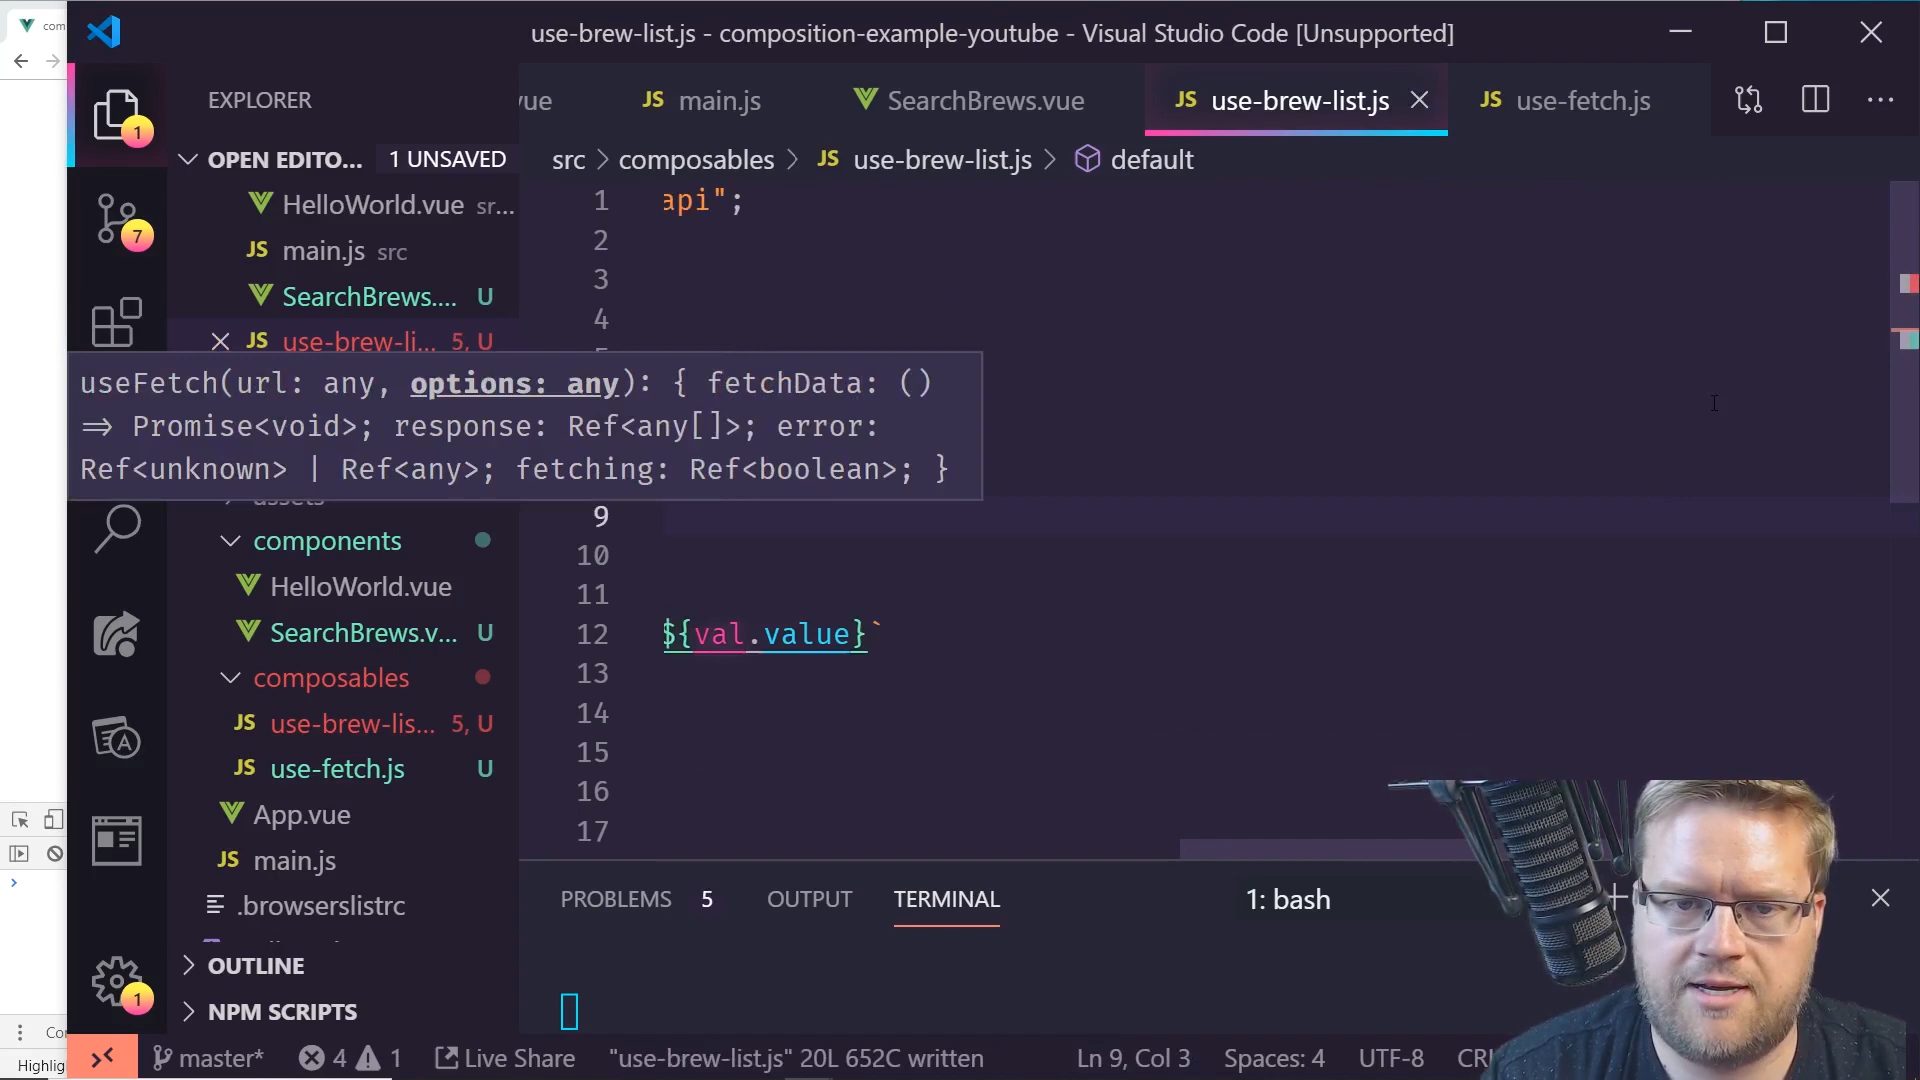 com
use-brew-list.js - composition-example-youtube - Visual Studio Code [Unsupported]
EXPLORER
vue
JS main.js
SearchBrews.vue
JS use-brew-list.js
JS use-fetch.js
OPEN EDITO... 1 UNSAVED
src > composables > JS use-brew-list.js > default
HelloWorld.vue sr...
JS main.js src
SearchBrews.... U
JS use-brew-li... 5, U
1 api";
2
3
4
useFetch(url: any, options: any): { fetchData: ()
=> Promise<void>; response: Ref<any[]>; error:
Ref<unknown> | Ref<any>; fetching: Ref<boolean>; }
assets
components
HelloWorld.vue
SearchBrews.v... U
composables
JS use-brew-lis... 5, U
JS use-fetch.js U
App.vue
JS main.js
.browserslistrc
OUTLINE
NPM SCRIPTS
9
10
11
12 ${val.value}`
13
14
15
16
17
1
7
1
PROBLEMS 5 OUTPUT TERMINAL 1: bash
Highlig
master* 4 1 Live Share "use-brew-list.js" 20L 652C written Ln 9, Col 3 Spaces: 4 UTF-8